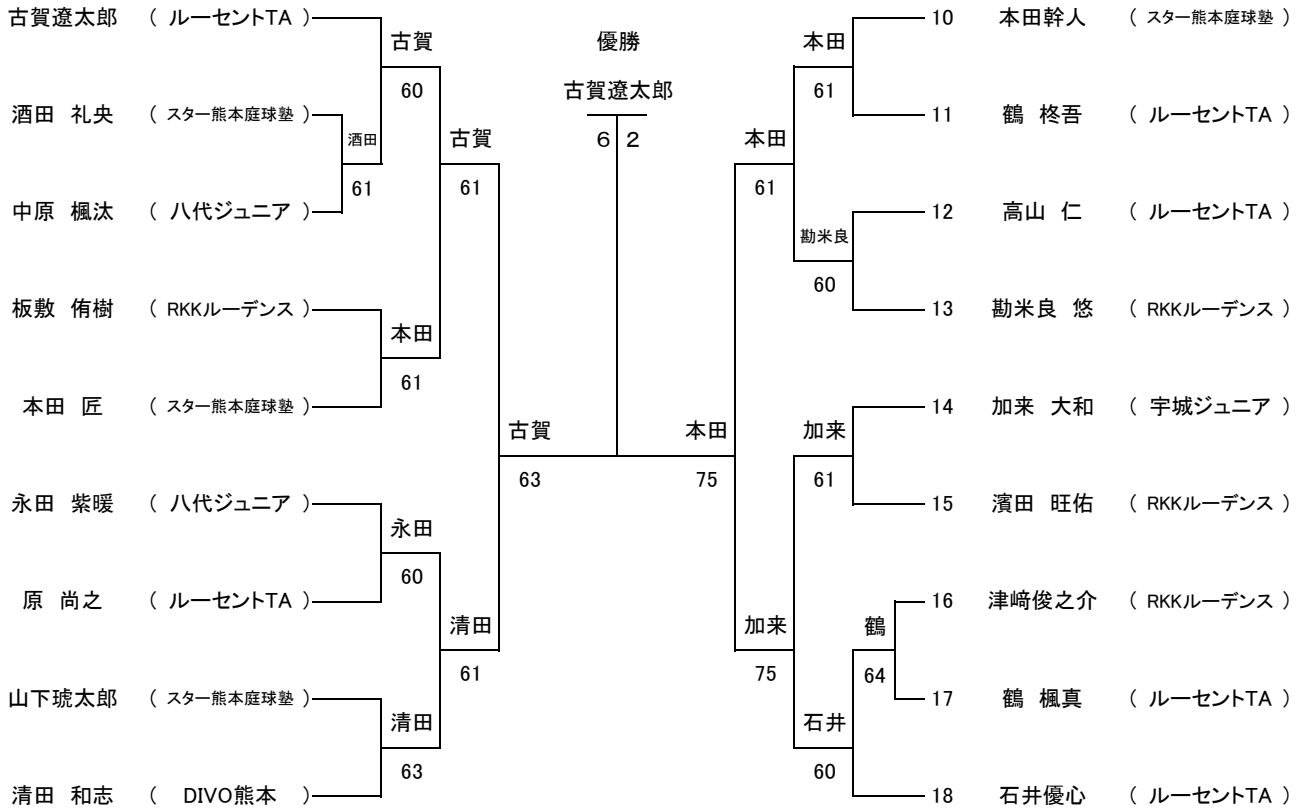 古賀遼太郎 ( ルーセントTA )
酒田 礼央 ( スター熊本庭球塾 )
中原 楓汰 ( 八代ジュニア )
板敷 侑樹 ( RKKルーデンス )
本田 匠 ( スター熊本庭球塾 )
永田 紫暖 ( 八代ジュニア )
原 尚之 ( ルーセントTA )
山下琥太郎 ( スター熊本庭球塾 )
清田 和志 ( DIVO熊本 )
酒田
61
古賀
60
本田
61
永田
60
清田
63
古賀
61
清田
61
古賀
63
優勝
古賀遼太郎
6 2
本田
75
本田
61
加来
75
本田
61
勘米良
60
加来
61
石井
60
鶴
64
10 本田幹人 ( スター熊本庭球塾 )
11 鶴 柊吾 ( ルーセントTA )
12 高山 仁 ( ルーセントTA )
13 勘米良 悠 ( RKKルーデンス )
14 加来 大和 ( 宇城ジュニア )
15 濱田 旺佑 ( RKKルーデンス )
16 津﨑俊之介 ( RKKルーデンス )
17 鶴 楓真 ( ルーセントTA )
18 石井優心 ( ルーセントTA )